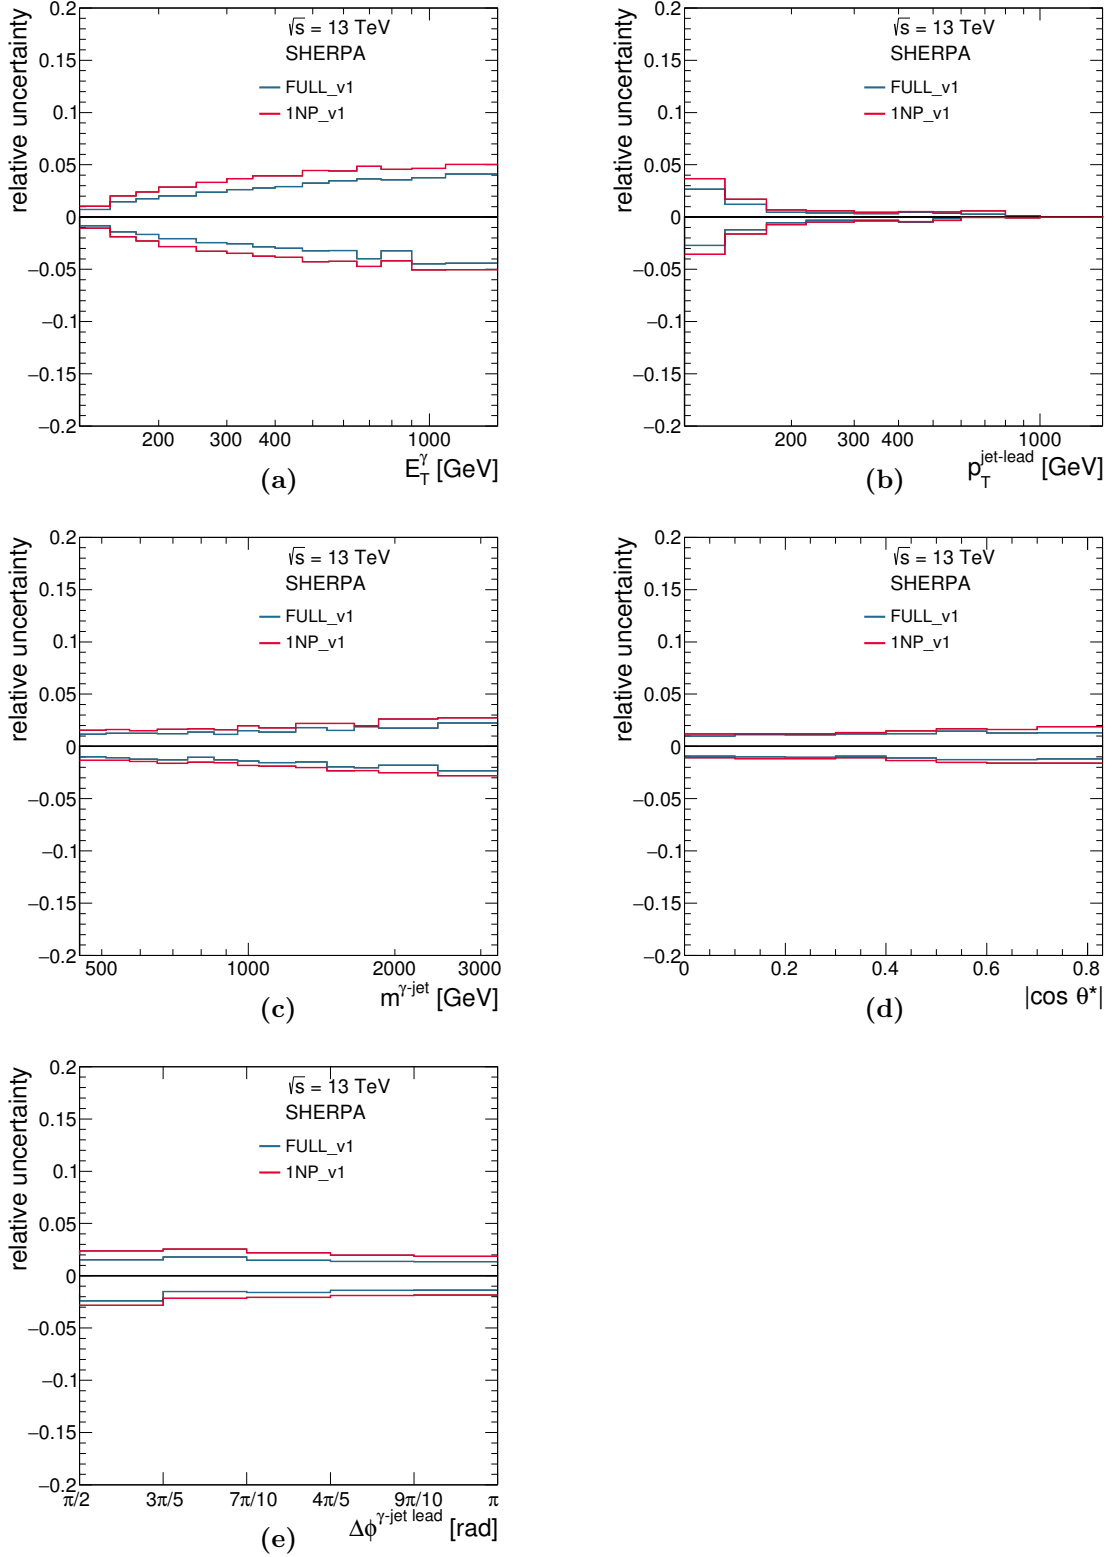 relative uncertainty
0.2
0.15
0.1
0.05
0
−0.05
−0.1
−0.15
−0.2
√s = 13 TeV
SHERPA
FULL_v1
1NP_v1
200 300 400 1000
E_T^γ [GeV]
(a)
relative uncertainty
0.2
0.15
0.1
0.05
0
−0.05
−0.1
−0.15
−0.2
√s = 13 TeV
SHERPA
FULL_v1
1NP_v1
200 300 400 1000
p_T^jet-lead [GeV]
(b)
relative uncertainty
0.2
0.15
0.1
0.05
0
−0.05
−0.1
−0.15
−0.2
√s = 13 TeV
SHERPA
FULL_v1
1NP_v1
500 1000 2000 3000
m^γ-jet [GeV]
(c)
relative uncertainty
0.2
0.15
0.1
0.05
0
−0.05
−0.1
−0.15
−0.2
√s = 13 TeV
SHERPA
FULL_v1
1NP_v1
0 0.2 0.4 0.6 0.8
|cos θ*|
(d)
relative uncertainty
0.2
0.15
0.1
0.05
0
−0.05
−0.1
−0.15
−0.2
√s = 13 TeV
SHERPA
FULL_v1
1NP_v1
π/2 3π/5 7π/10 4π/5 9π/10 π
Δϕ^γ-jet lead [rad]
(e)